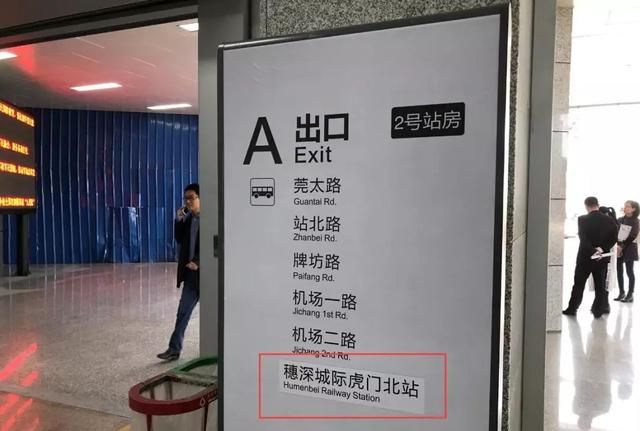 A 出口
Exit
2号站房
莞太路
Guantai Rd.
站北路
Zhanbei Rd.
牌坊路
Paifang Rd.
机场一路
Jichang 1st Rd.
机场二路
Jichang 2nd Rd.
穗深城际虎门北站
Humenbei Railway Station